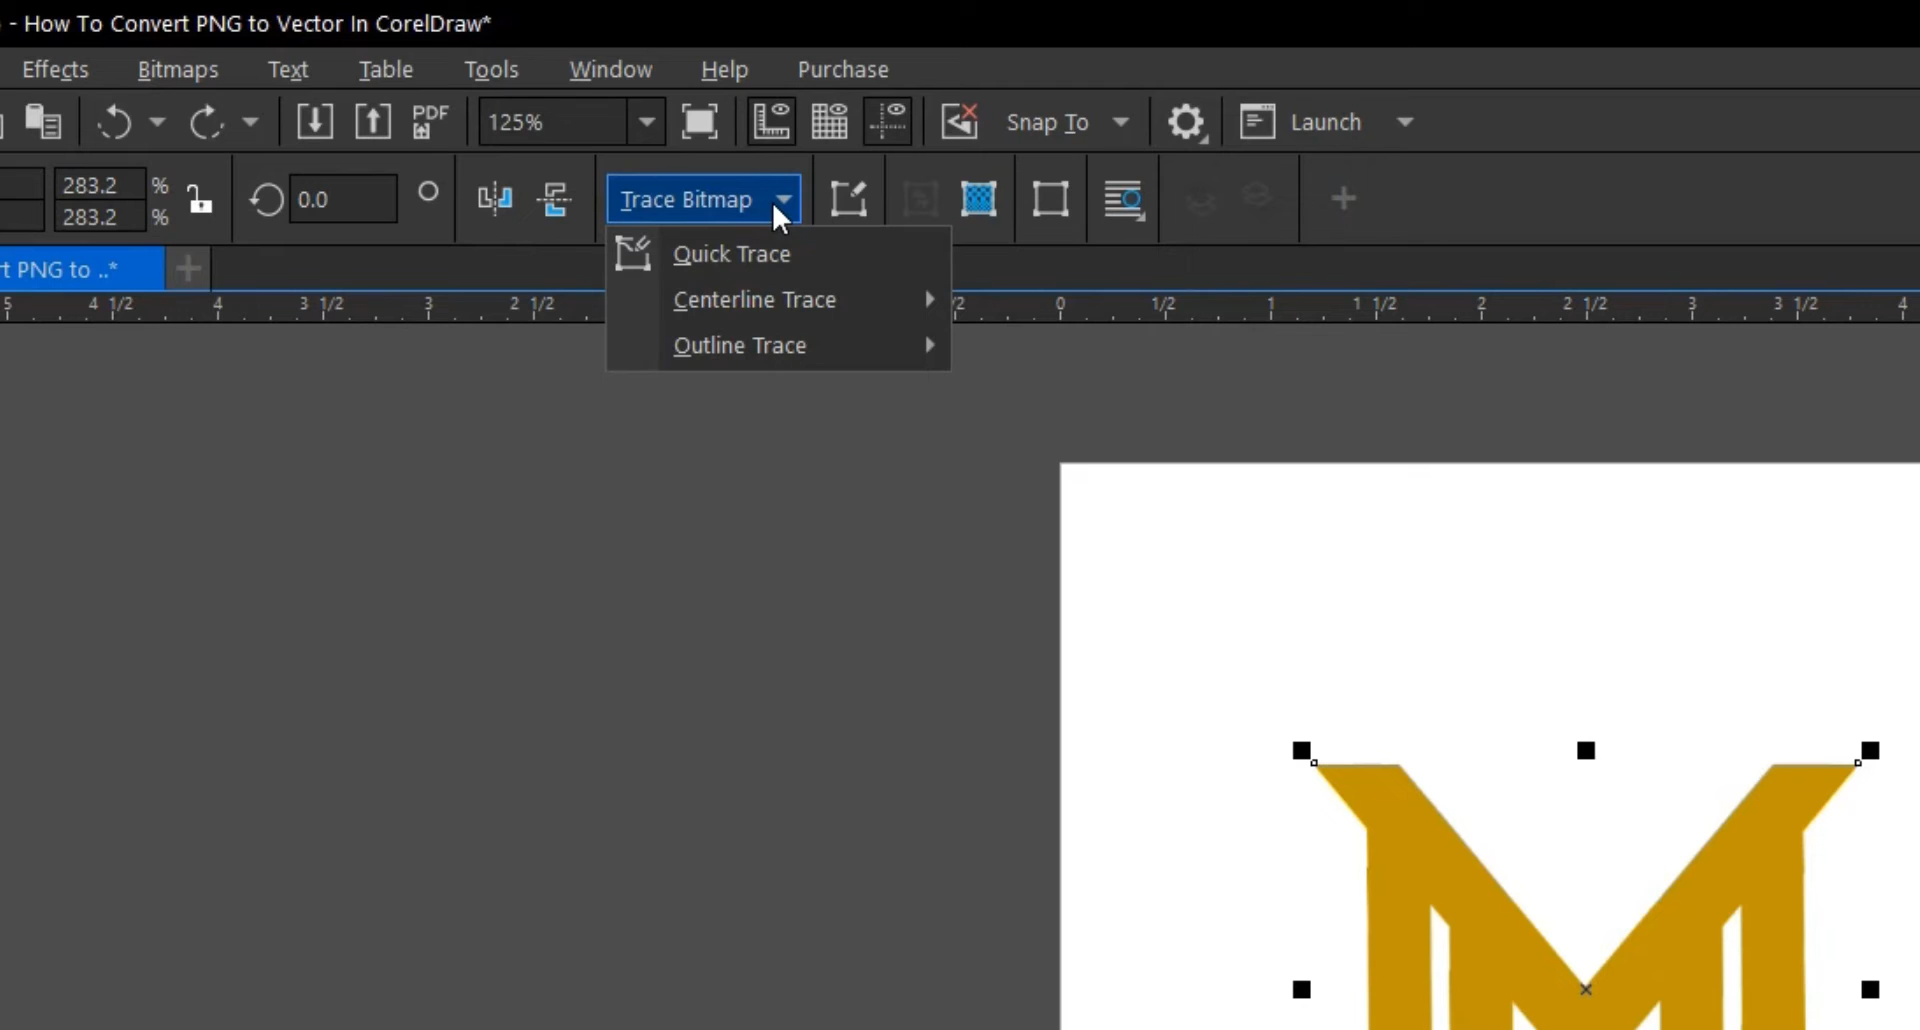 - How To Convert PNG to Vector In CorelDraw*
Effects Bitmaps Text Table Tools Window Help Purchase
PDF 125% Snap To Launch
283.2 %
283.2 %
0.0
Trace Bitmap
Quick Trace
Centerline Trace
Outline Trace
t PNG to ..*
5 4 1/2 4 3 1/2 3 2 1/2 /2 0 1/2 1 1 1/2 2 2 1/2 3 3 1/2 4